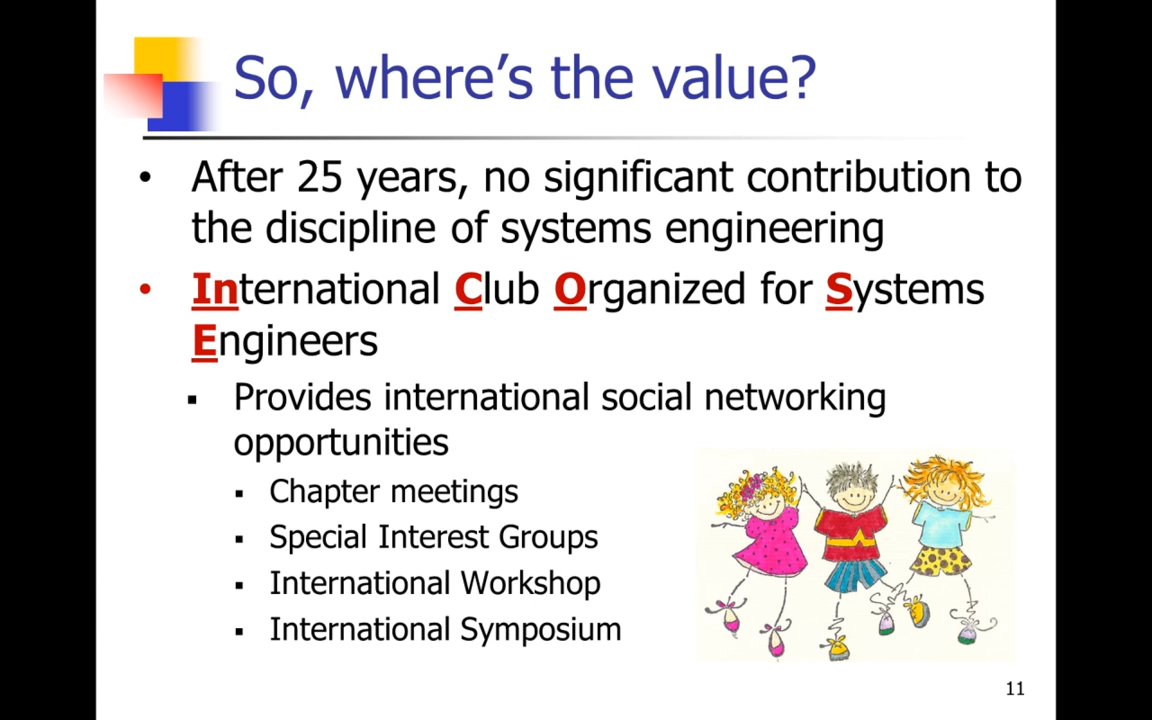 So, where's the value?
• After 25 years, no significant contribution to
the discipline of systems engineering
• International Club Organized for Systems
Engineers
▪ Provides international social networking
opportunities
▪ Chapter meetings
▪ Special Interest Groups
▪ International Workshop
▪ International Symposium
11